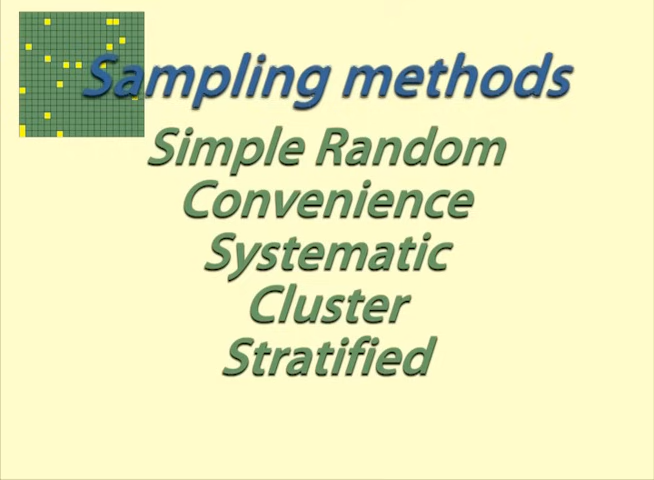 Sampling methods
Simple Random
Convenience
Systematic
Cluster
Stratified